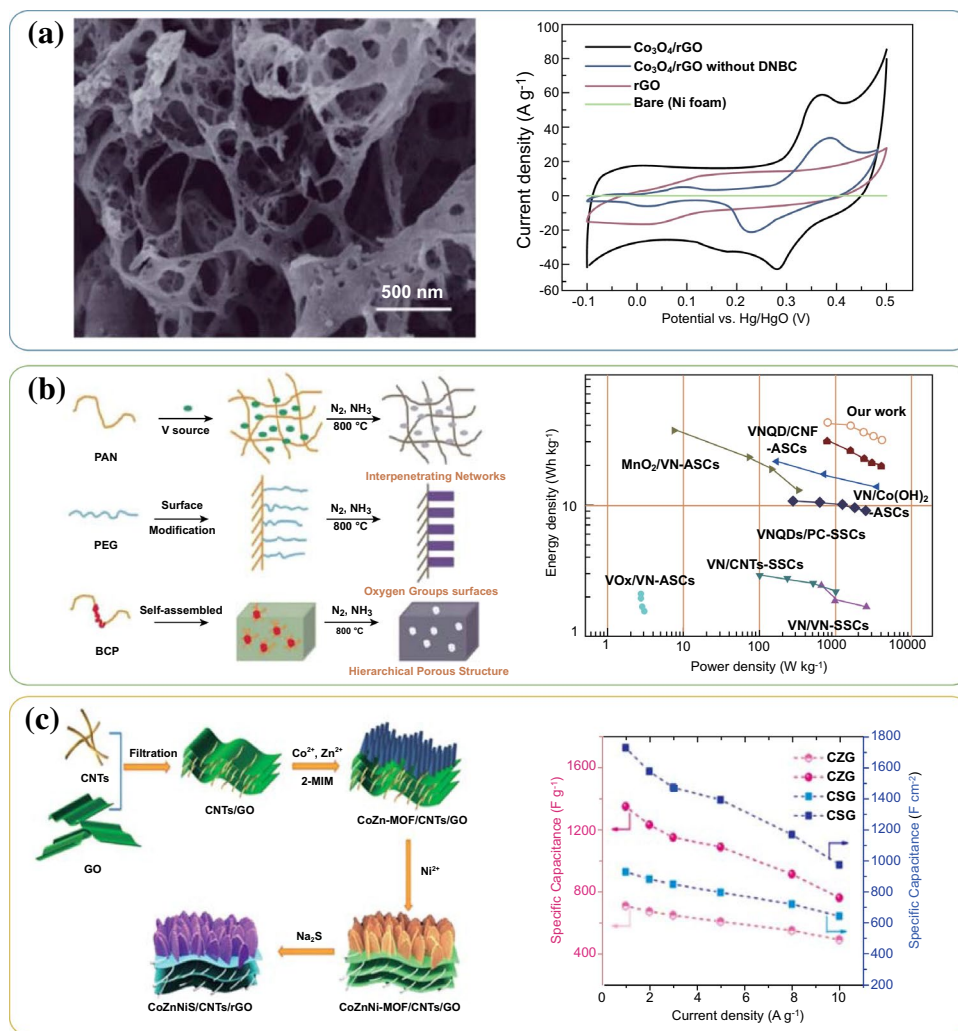 (a)
500 nm
Current density (A g⁻¹)
100
80
60
40
20
0
-20
-40
-60
Co₃O₄/rGO
Co₃O₄/rGO without DNBC
rGO
Bare (Ni foam)
-0.1 0.0 0.1 0.2 0.3 0.4 0.5
Potential vs. Hg/HgO (V)
(b)
PAN
V source
N₂, NH₃
800 °C
Interpenetrating Networks
PEG
Surface
Modification
N₂, NH₃
800 °C
Oxygen Groups surfaces
BCP
Self-assembled
N₂, NH₃
800 °C
Hierarchical Porous Structure
Energy density (Wh kg⁻¹)
10
1
Our work
VNQD/CNF
-ASCs
MnO₂/VN-ASCs
VN/Co(OH)₂
-ASCs
VNQDs/PC-SSCs
VN/CNTs-SSCs
VOx/VN-ASCs
VN/VN-SSCs
1 10 100 1000 10000
Power density (W kg⁻¹)
(c)
CNTs
GO
Filtration
CNTs/GO
Co²⁺, Zn²⁺
2-MIM
CoZn-MOF/CNTs/GO
Ni²⁺
CoZnNi-MOF/CNTs/GO
Na₂S
CoZnNiS/CNTs/rGO
Specific Capacitance (F g⁻¹)
1600
1200
800
400
CZG
CZG
CSG
CSG
1800
1600
1400
1200
1000
800
600
400
200
Specific Capacitance (F cm⁻²)
0 2 4 6 8 10
Current density (A g⁻¹)